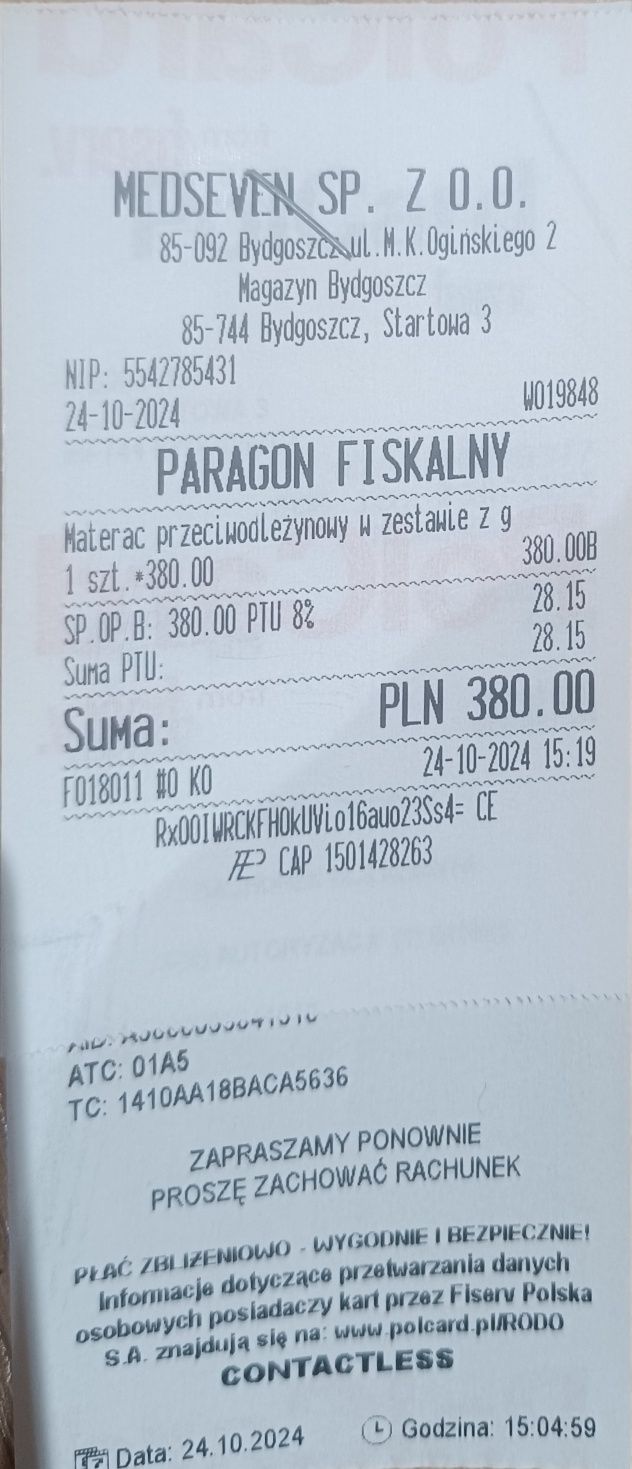 MEDSEVEN SP. Z O.O.
85-092 Bydgoszcz ul.M.K.Ogińskiego 2
Magazyn Bydgoszcz
85-744 Bydgoszcz, Startowa 3
NIP: 5542785431
24-10-2024 W019848
PARAGON FISKALNY
Materac przeciwodleżynowy w zestawie z g
1 szt.*380.00 380.00B
SP.OP.B: 380.00 PTU 8% 28.15
Suma PTU: 28.15
Suma: PLN 380.00
F018011 #0 KO 24-10-2024 15:19
RxOOIWRCKFHOkUVio16auo23Ss4= CE
CAP 1501428263
ATC: 01A5
TC: 1410AA18BACA5636
ZAPRASZAMY PONOWNIE
PROSZĘ ZACHOWAĆ RACHUNEK
PŁAĆ ZBLIŻENIOWO - WYGODNIE I BEZPIECZNIE!
Informacje dotyczące przetwarzania danych
osobowych posiadaczy kart przez Fiserv Polska
S.A. znajdują się na: www.polcard.pl/RODO
CONTACTLESS
Data: 24.10.2024 Godzina: 15:04:59